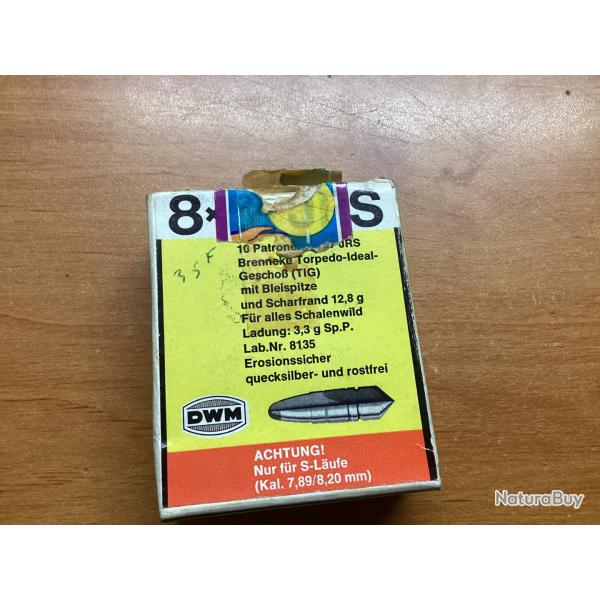 8× S
10 Patronen JRS
Brenneke Torpedo-Ideal-
Geschoß (TIG)
mit Bleispitze
und Scharfrand 12,8 g
Für alles Schalenwild
Ladung: 3,3 g Sp.P.
Lab.Nr. 8135
Erosionssicher
quecksilber- und rostfrei
35 F
DWM
ACHTUNG!
Nur für S-Läufe
(Kal. 7,89/8,20 mm)
NaturaBuy